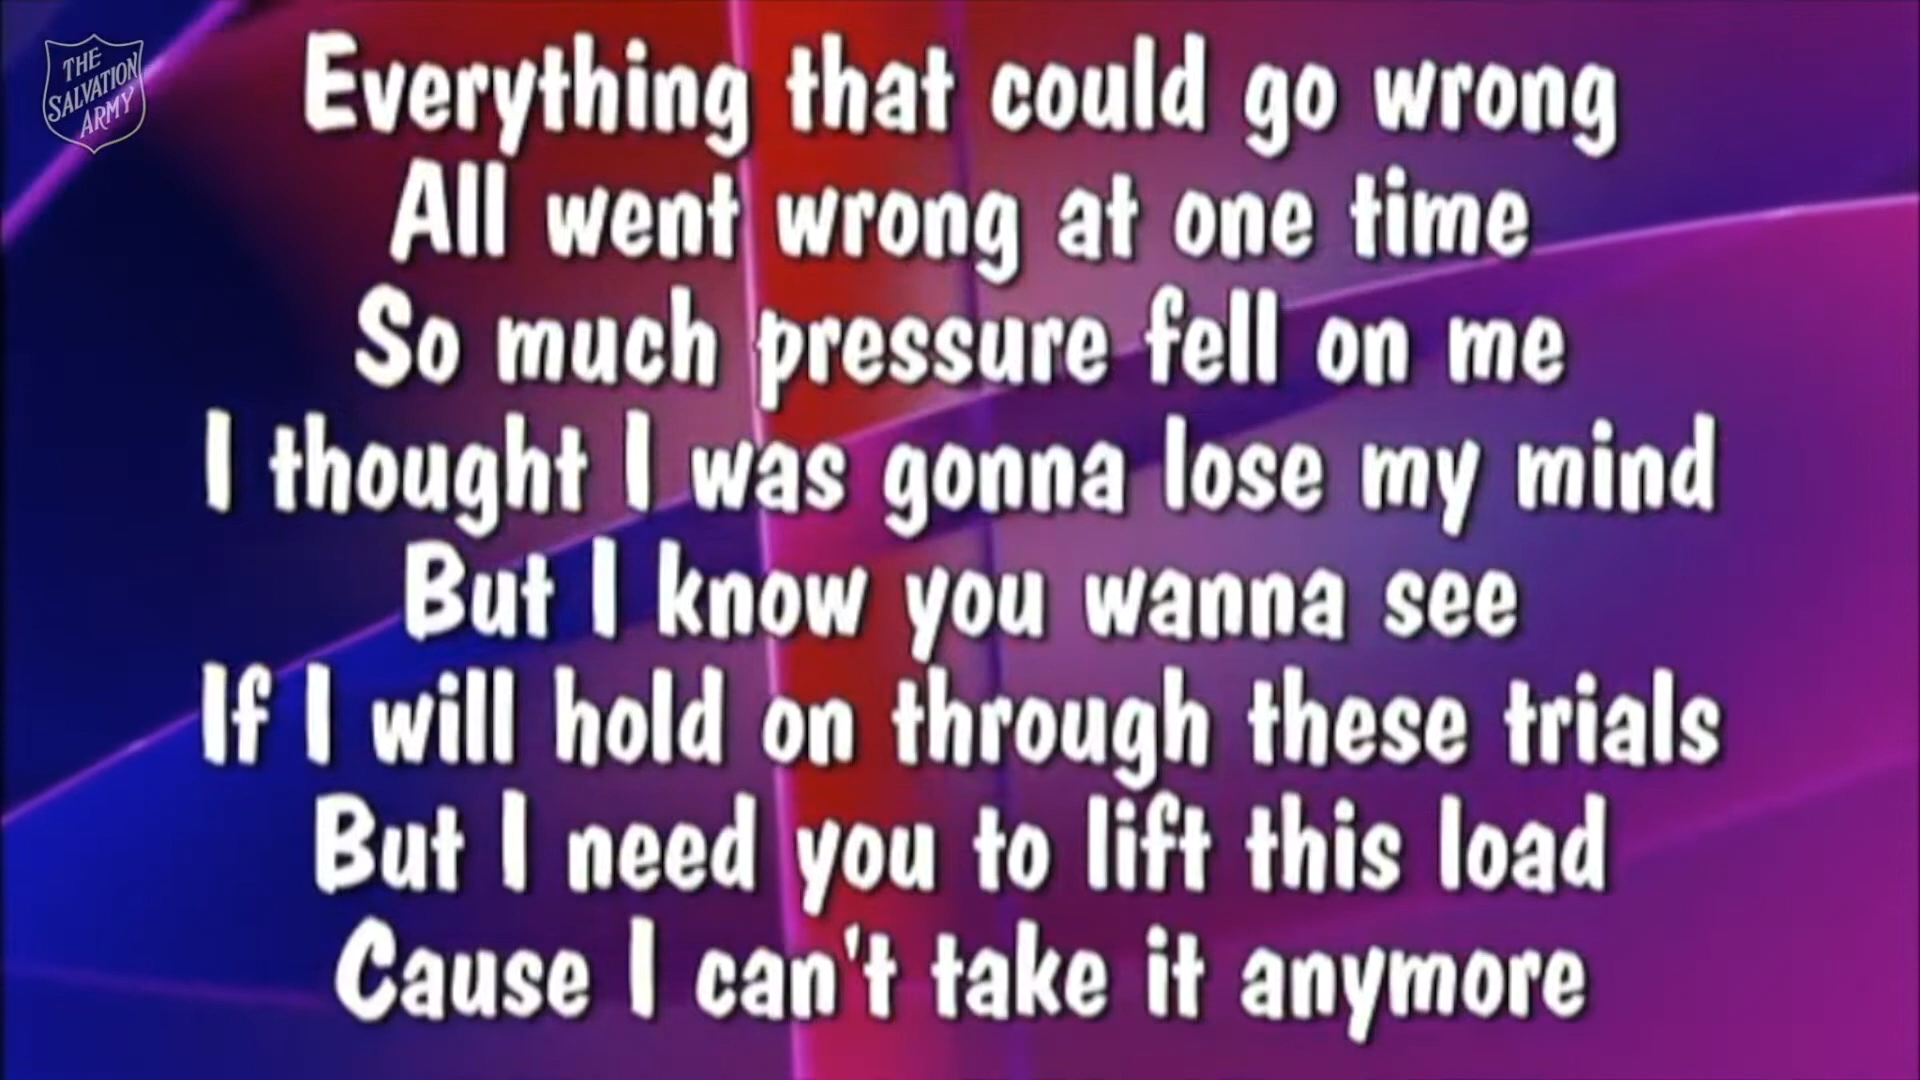 THE
SALVATION
ARMY
Everything that could go wrong
All went wrong at one time
So much pressure fell on me
I thought I was gonna lose my mind
But I know you wanna see
If I will hold on through these trials
But I need you to lift this load
Cause I can't take it anymore